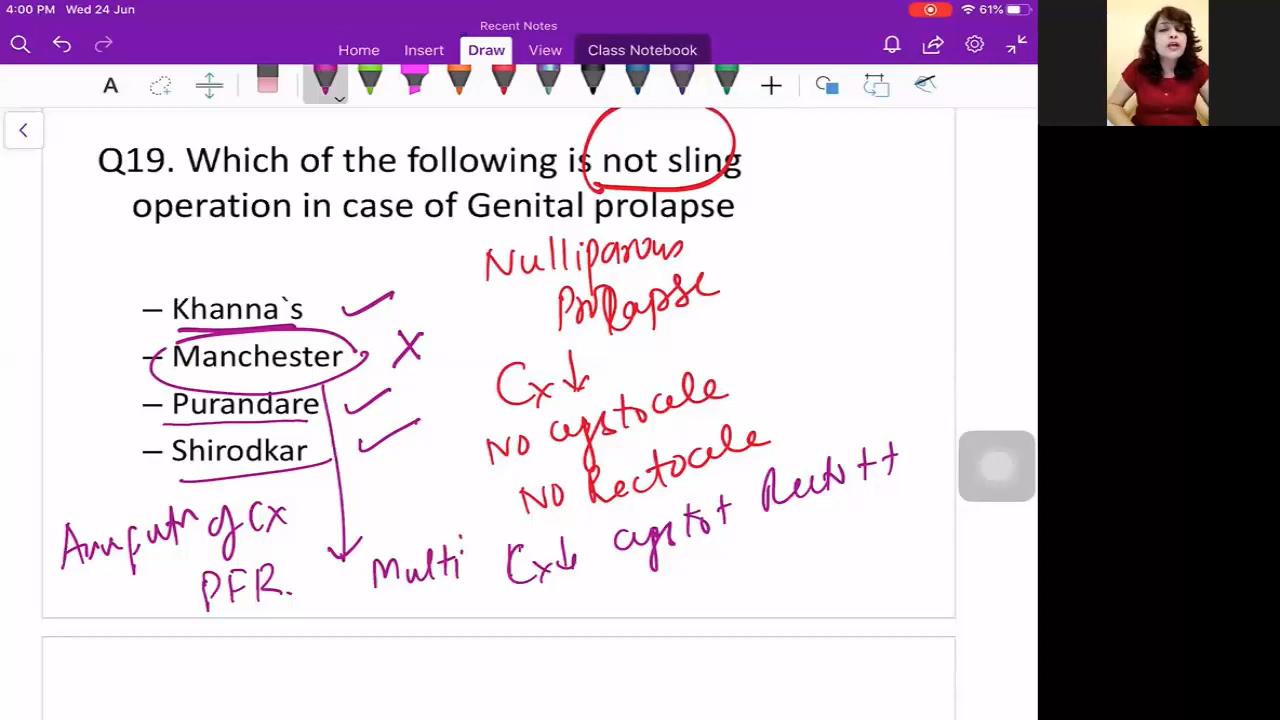 4:00 PM Wed 24 Jun
61%
Recent Notes
Home Insert Draw View Class Notebook
A
Q19. Which of the following is not sling
operation in case of Genital prolapse
Nulliparous
Prolapse
– Khanna`s
– Manchester X
– Purandare
– Shirodkar
Cx↓
NO cystocele
NO Rectocele
Amputn of Cx
PFR.
Multi Cx↓ cysto+ Recto++